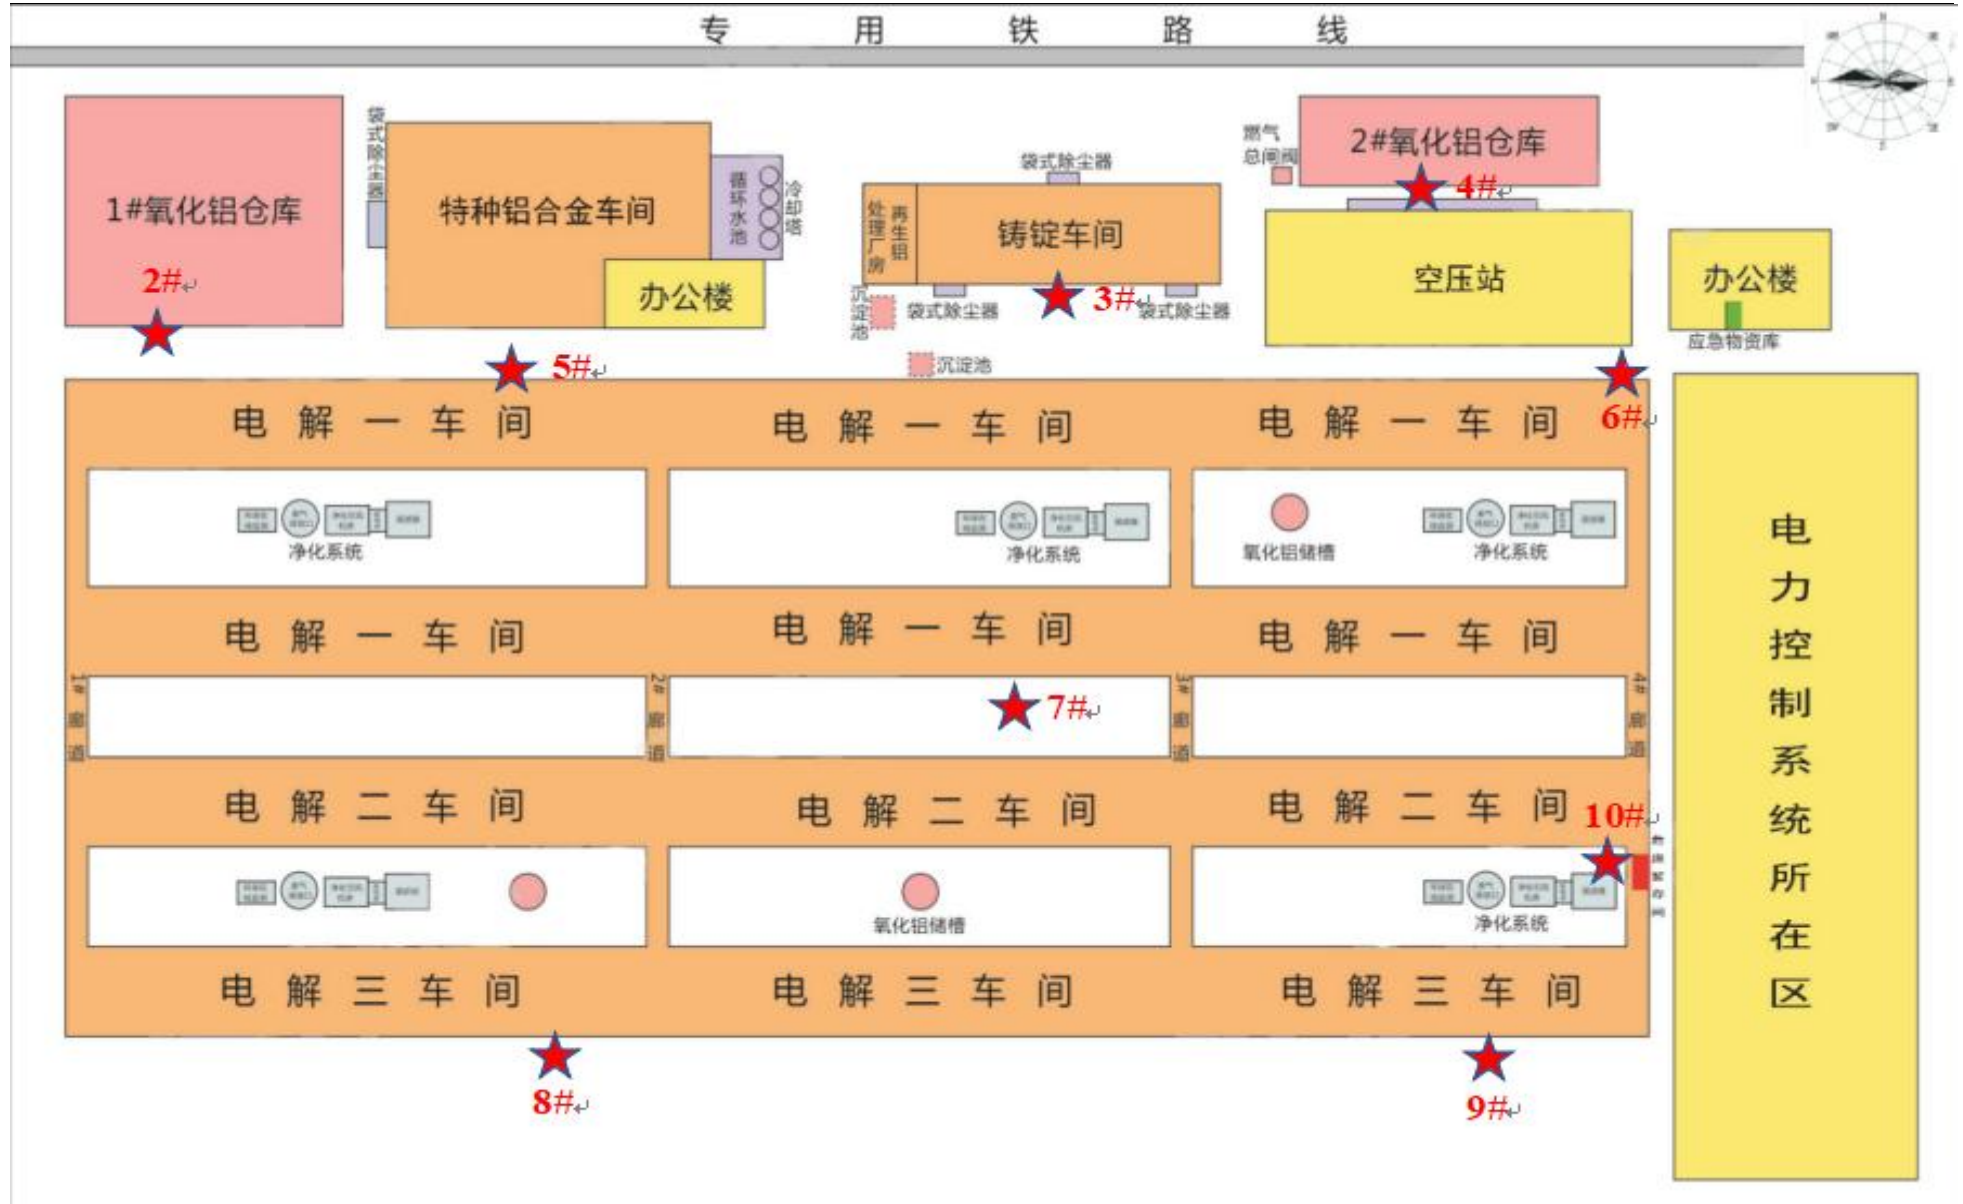 专用铁路线
1#氧化铝仓库
2#
袋式除尘器
特种铝合金车间
循环水池
冷却塔
办公楼
5#
袋式除尘器
再生铝
处理厂房
铸锭车间
沉淀池
袋式除尘器
3#
袋式除尘器
沉淀池
燃气
总闸阀
2#氧化铝仓库
4#
空压站
办公楼
应急物资库
6#
电解一车间
电解一车间
电解一车间
净化系统
净化系统
氧化铝储槽
净化系统
电解一车间
电解一车间
电解一车间
1#廊道
2#廊道
7#
3#廊道
4#廊道
电解二车间
电解二车间
电解二车间
10#
氧化铝储槽
净化系统
电解三车间
电解三车间
电解三车间
8#
9#
电力控制系统所在区